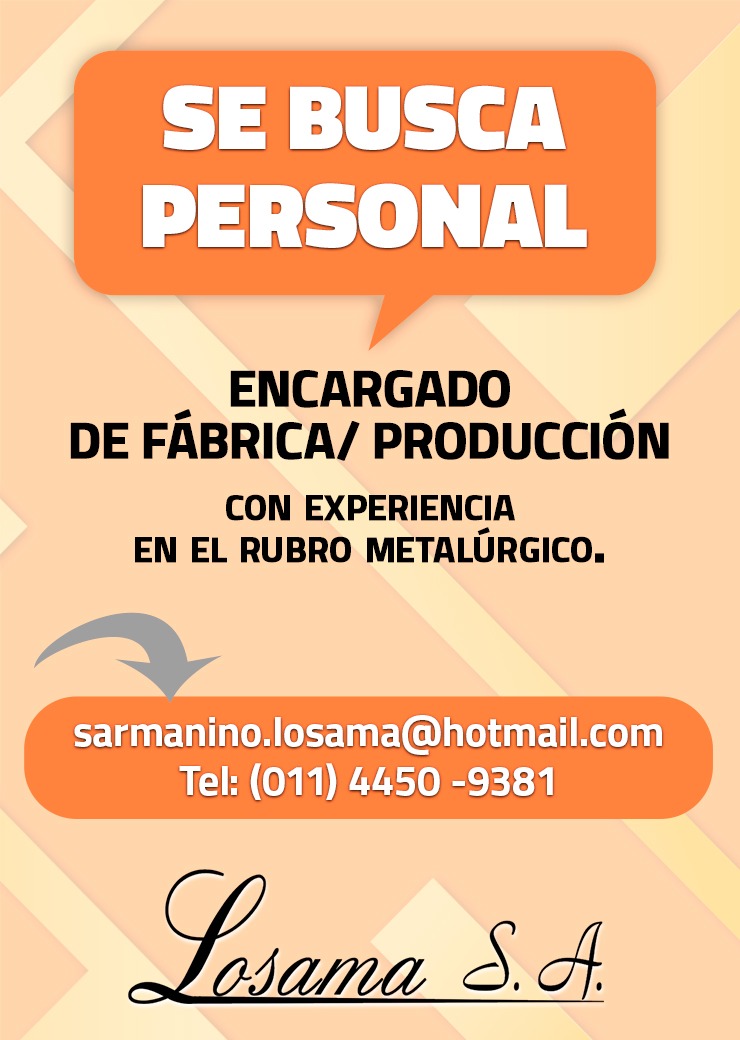 SE BUSCA
PERSONAL
ENCARGADO
DE FÁBRICA/ PRODUCCIÓN
CON EXPERIENCIA
EN EL RUBRO METALÚRGICO.
sarmanino.losama@hotmail.com
Tel: (011) 4450 -9381
Losama S. A.